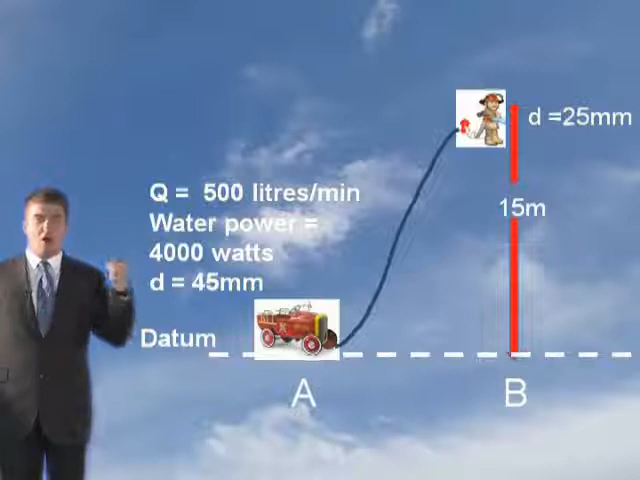 d =25mm
Q = 500 litres/min
Water power =
4000 watts
d = 45mm
15m
Datum
A
B